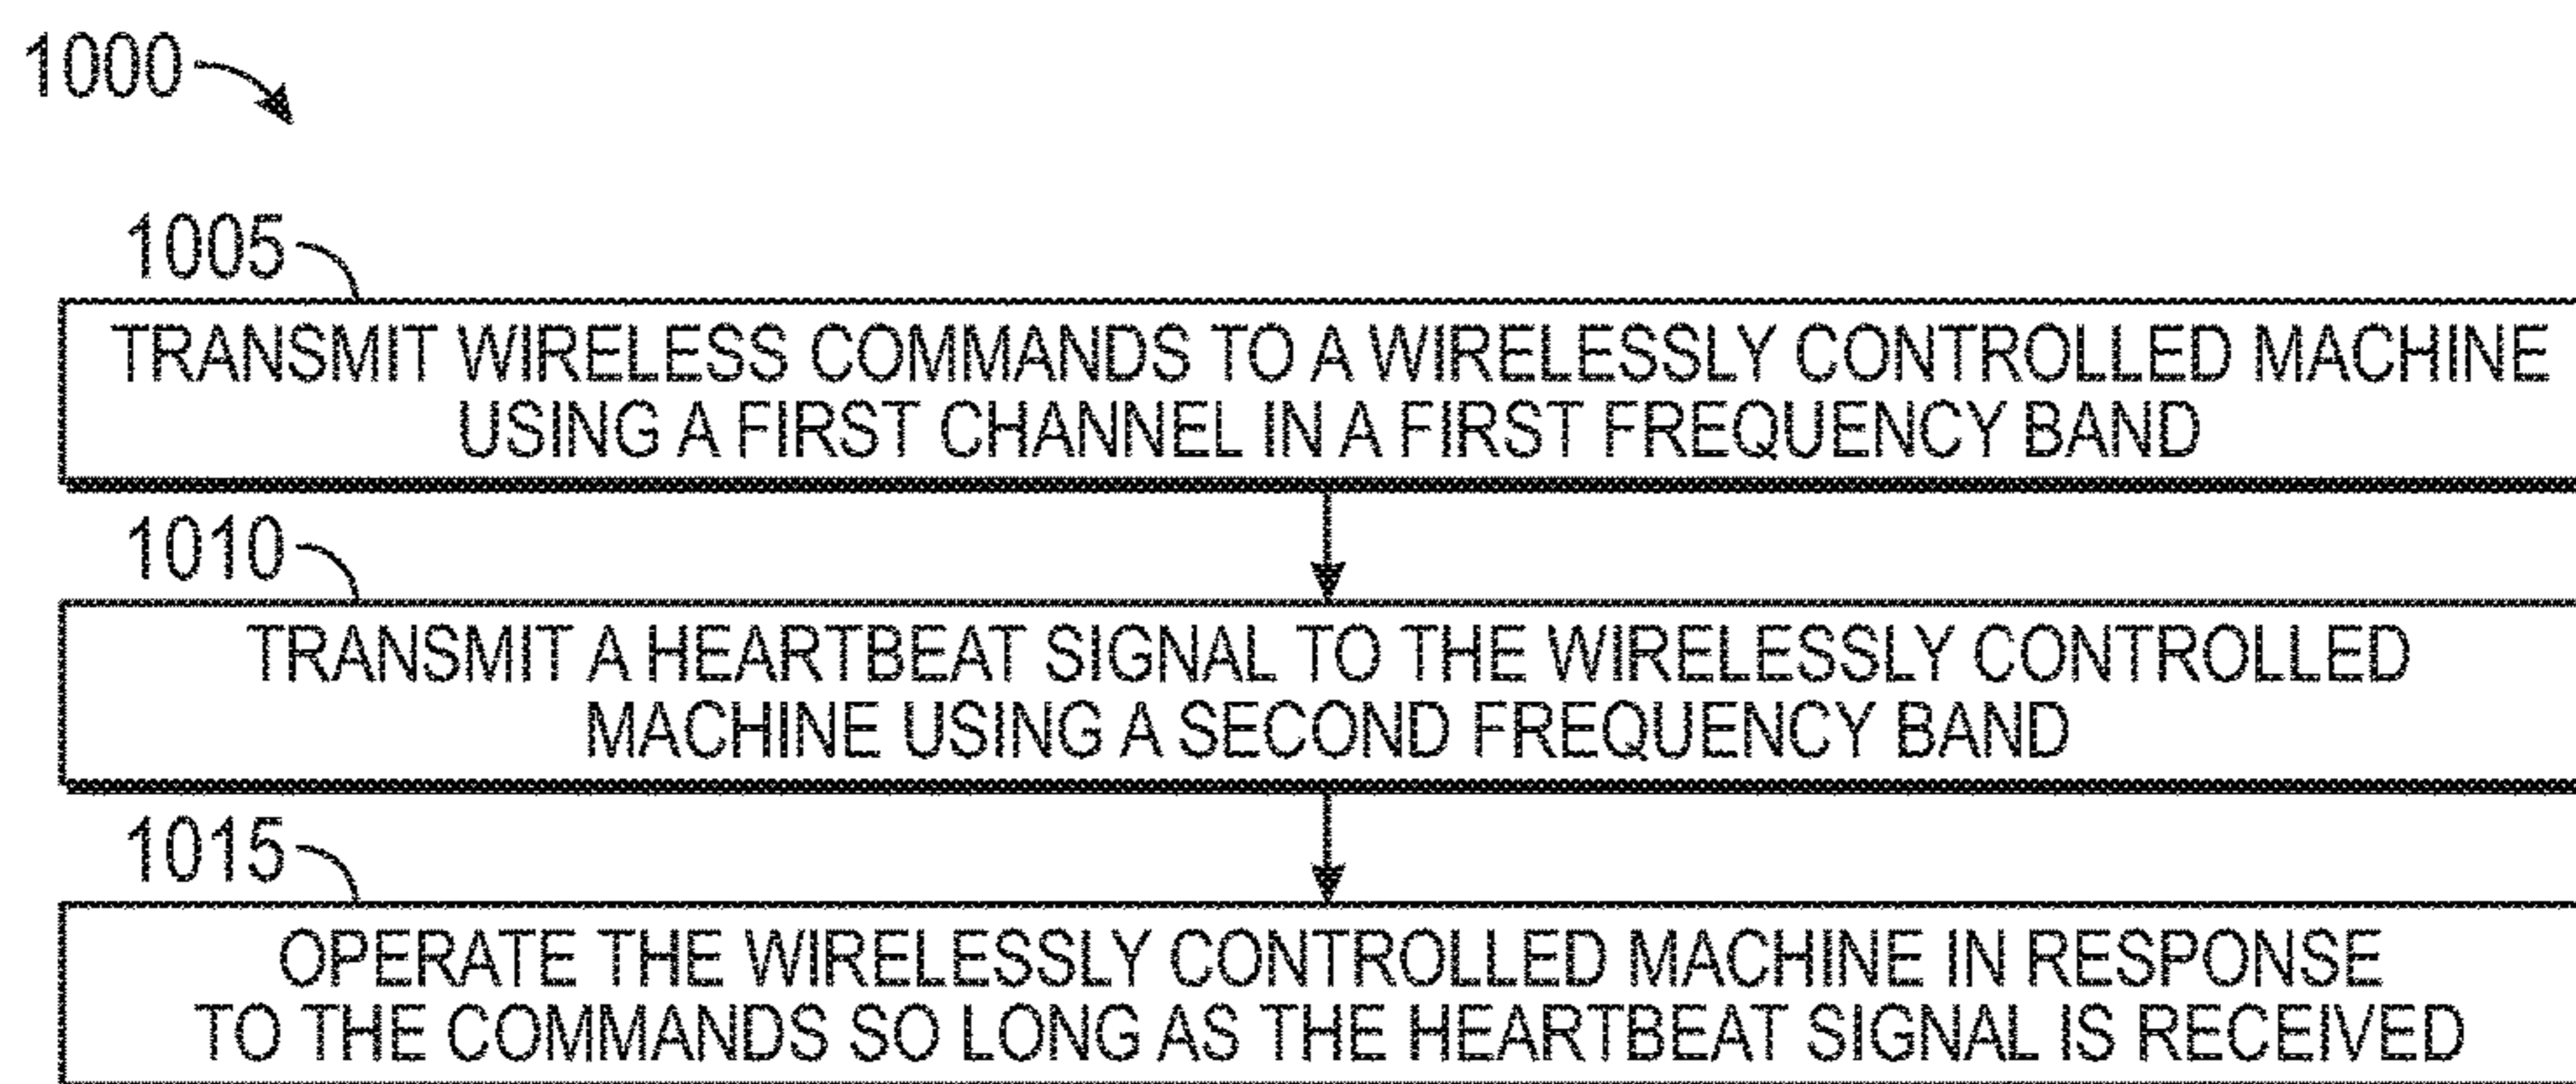 1000
1005
TRANSMIT WIRELESS COMMANDS TO A WIRELESSLY CONTROLLED MACHINE
USING A FIRST CHANNEL IN A FIRST FREQUENCY BAND
1010
TRANSMIT A HEARTBEAT SIGNAL TO THE WIRELESSLY CONTROLLED
MACHINE USING A SECOND FREQUENCY BAND
1015
OPERATE THE WIRELESSLY CONTROLLED MACHINE IN RESPONSE
TO THE COMMANDS SO LONG AS THE HEARTBEAT SIGNAL IS RECEIVED